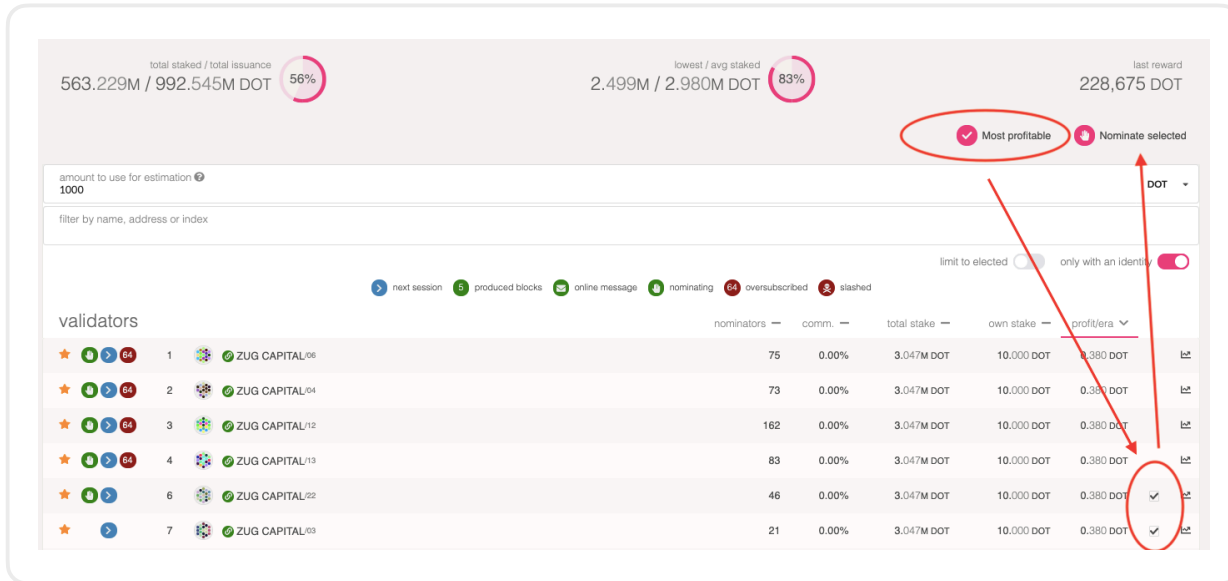 total staked / total issuance
563.229M / 992.545M DOT
56%
lowest / avg staked
2.499M / 2.980M DOT
83%
last reward
228,675 DOT
Most profitable
Nominate selected
amount to use for estimation ?
1000
DOT
filter by name, address or index
limit to elected
only with an identity
next session 5 produced blocks online message nominating 64 oversubscribed slashed
validators nominators comm. total stake own stake profit/era
64 1 ZUG CAPITAL/06 75 0.00% 3.047M DOT 10.000 DOT 0.380 DOT
64 2 ZUG CAPITAL/04 73 0.00% 3.047M DOT 10.000 DOT 0.380 DOT
64 3 ZUG CAPITAL/12 162 0.00% 3.047M DOT 10.000 DOT 0.380 DOT
64 4 ZUG CAPITAL/13 83 0.00% 3.047M DOT 10.000 DOT 0.380 DOT
6 ZUG CAPITAL/22 46 0.00% 3.047M DOT 10.000 DOT 0.380 DOT
7 ZUG CAPITAL/03 21 0.00% 3.047M DOT 10.000 DOT 0.380 DOT